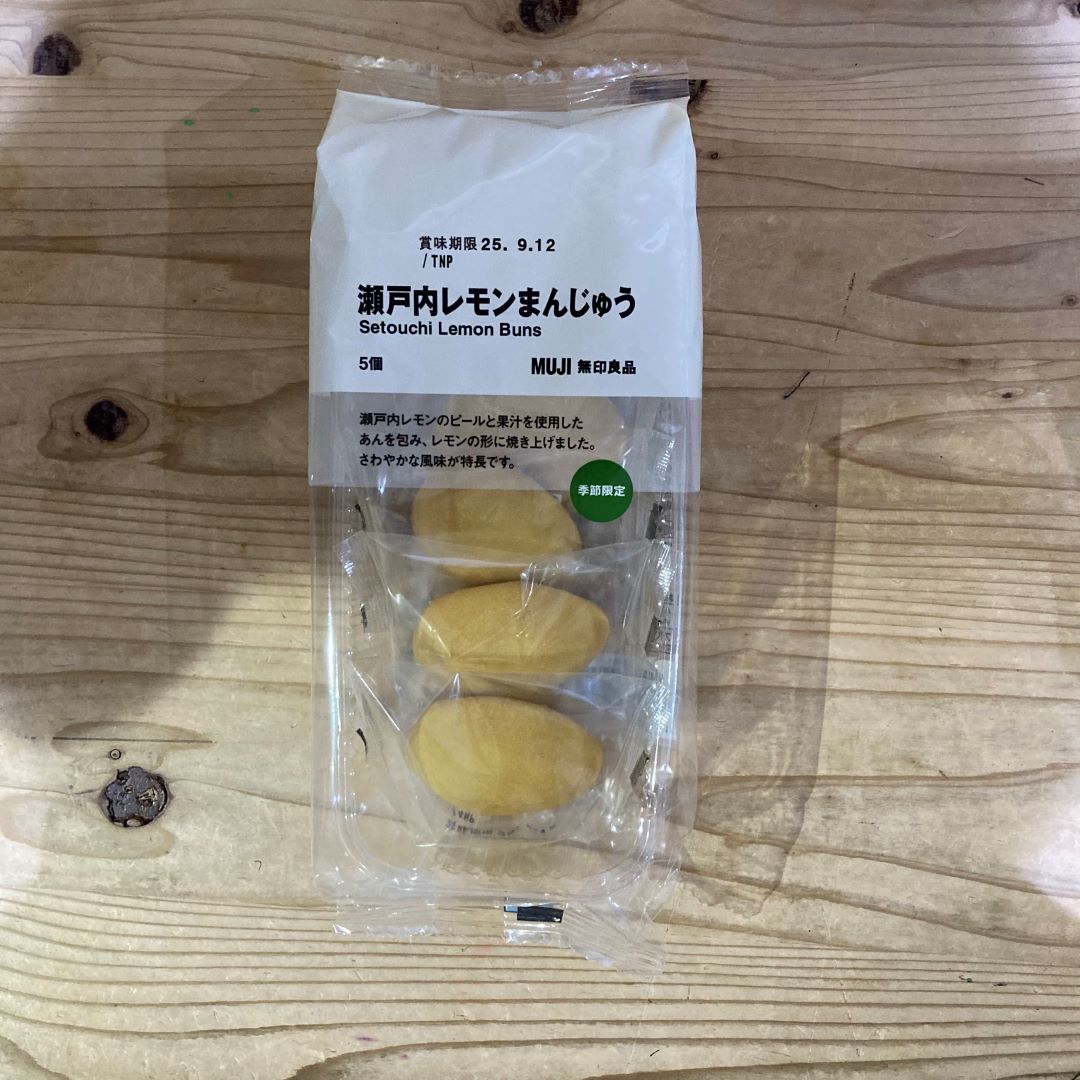 賞味期限 25. 9.12
/TNP
瀬戸内レモンまんじゅう
Setouchi Lemon Buns
5個
MUJI 無印良品
瀬戸内レモンのピールと果汁を使用した
あんを包み、レモンの形に焼き上げました。
さわやかな風味が特長です。
季節限定
/TNP